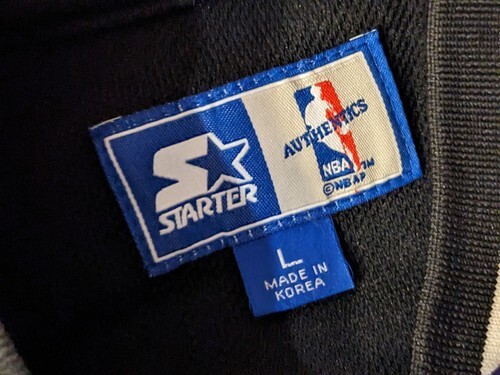 STARTER
AUTHENTICS
NBA TM
©NBAP
L
MADE IN
KOREA